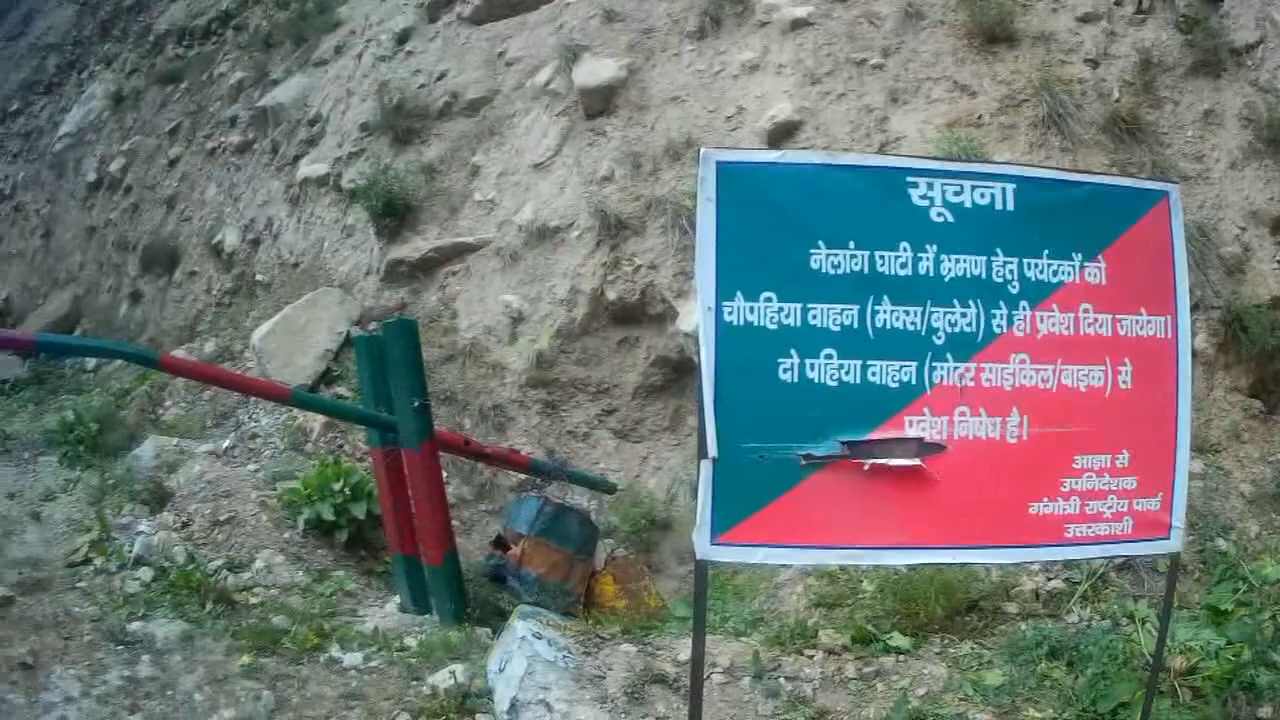 सूचना
नेलांग घाटी में भ्रमण हेतु पर्यटकों को
चौपहिया वाहन (मैक्स/बुलेरो) से ही प्रवेश दिया जायेगा।
दो पहिया वाहन (मोटर साईकिल/बाइक) से
प्रवेश निषेध है।
आज्ञा से
उपनिदेशक
गंगोत्री राष्ट्रीय पार्क
उत्तरकाशी